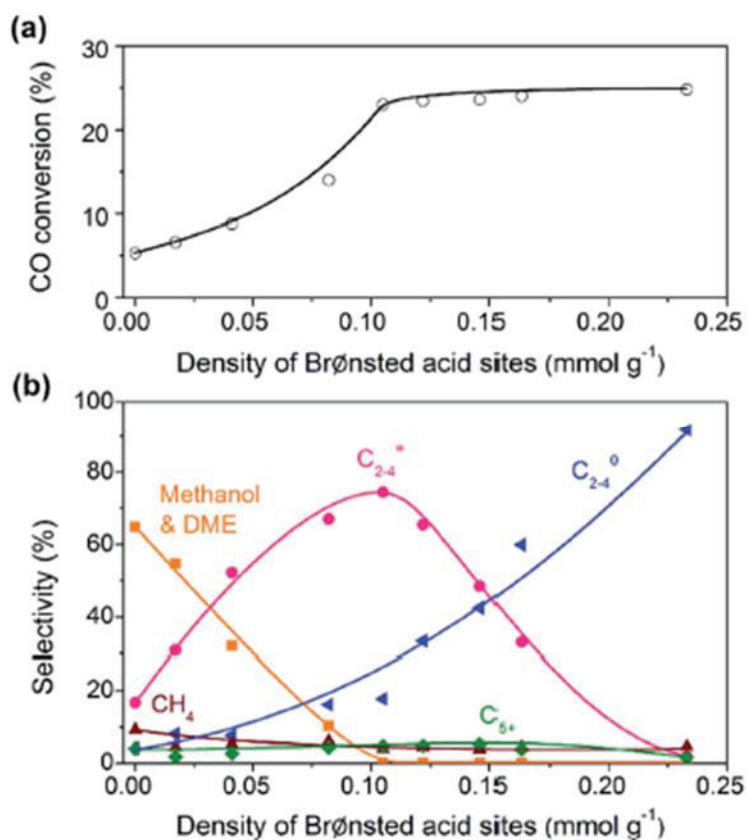 (a)
30
20
10
0
CO conversion (%)
0.00 0.05 0.10 0.15 0.20 0.25
Density of Brønsted acid sites (mmol g⁻¹)
(b)
100
80
60
40
20
0
Selectivity (%)
Methanol
& DME
C₂₋₄⁼
C₂₋₄⁰
CH₄
C₅₊
0.00 0.05 0.10 0.15 0.20 0.25
Density of Brønsted acid sites (mmol g⁻¹)